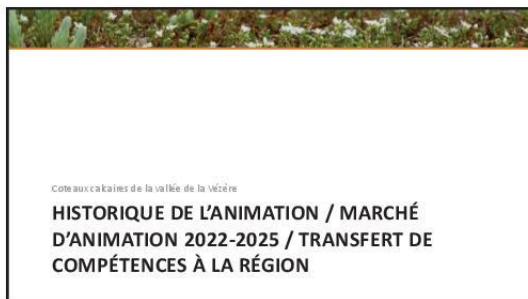 Coteaux calcaires de la vallée de la Vézère
HISTORIQUE DE L'ANIMATION / MARCHÉ
D'ANIMATION 2022-2025 / TRANSFERT DE
COMPÉTENCES À LA RÉGION